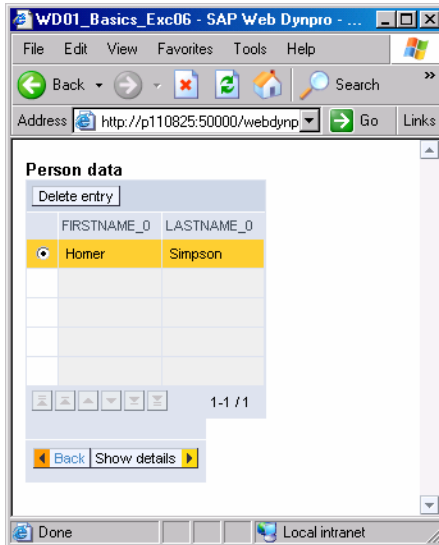 WD01_Basics_Exc06 - SAP Web Dynpro - ...
File Edit View Favorites Tools Help
Back Search »
Address http://p110825:50000/webdynp Go Links
Person data
Delete entry
FIRSTNAME_0 LASTNAME_0
Homer Simpson
1-1 / 1
Back Show details
Done Local intranet